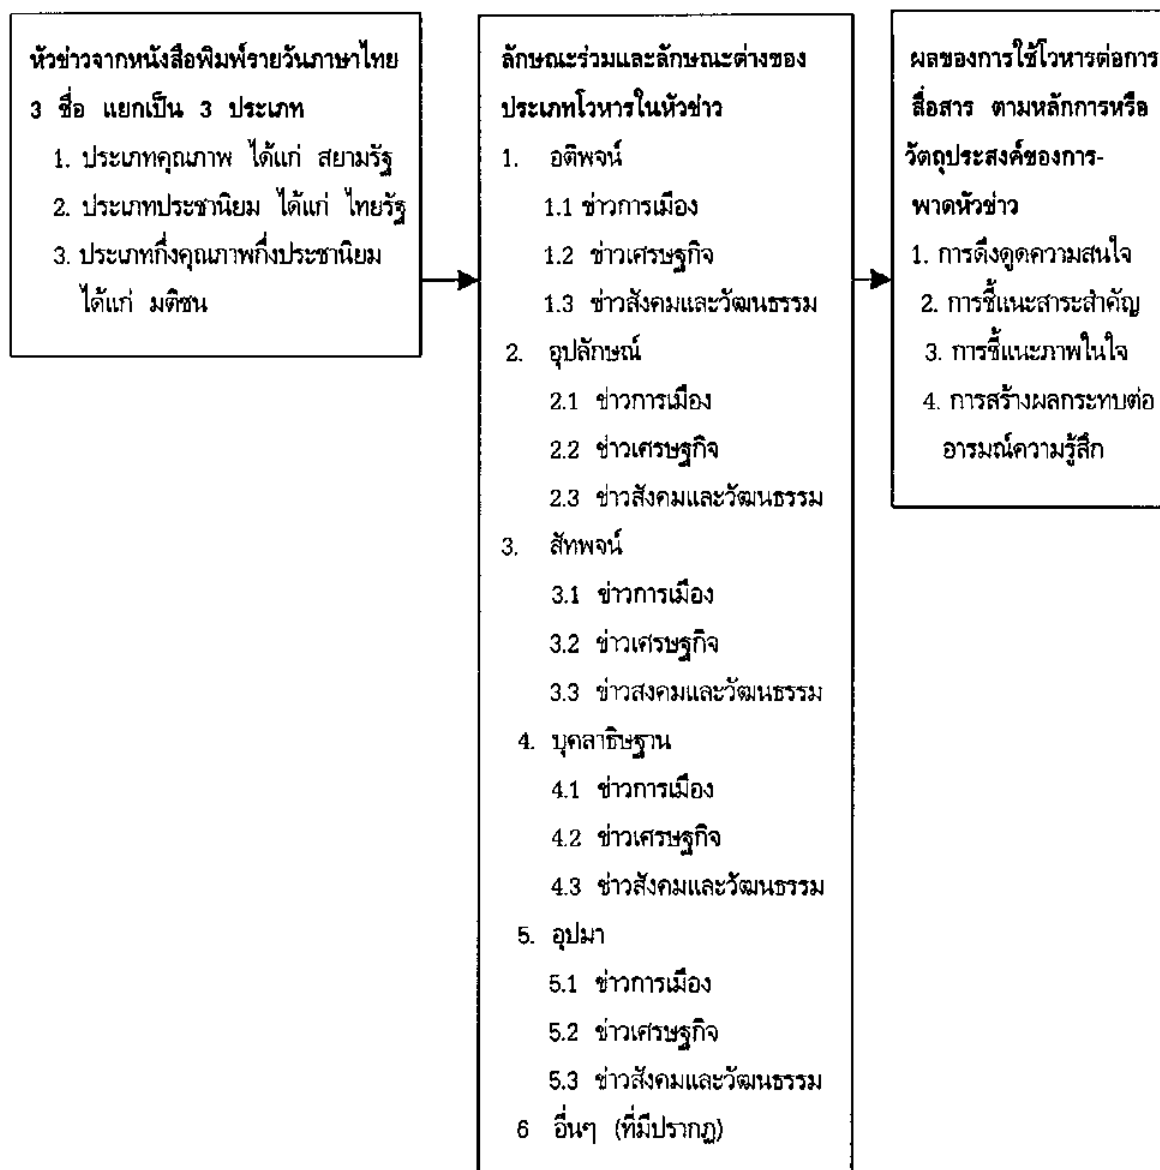 หัวข่าวจากหนังสือพิมพ์รายวันภาษาไทย
3 ชื่อ แยกเป็น 3 ประเภท
1. ประเภทคุณภาพ ได้แก่ สยามรัฐ
2. ประเภทประชานิยม ได้แก่ ไทยรัฐ
3. ประเภทกึ่งคุณภาพกึ่งประชานิยม
ได้แก่ มติชน
ลักษณะร่วมและลักษณะต่างของ
ประเภทโวหารในหัวข่าว
1. อติพจน์
1.1 ข่าวการเมือง
1.2 ข่าวเศรษฐกิจ
1.3 ข่าวสังคมและวัฒนธรรม
2. อุปลักษณ์
2.1 ข่าวการเมือง
2.2 ข่าวเศรษฐกิจ
2.3 ข่าวสังคมและวัฒนธรรม
3. สัทพจน์
3.1 ข่าวการเมือง
3.2 ข่าวเศรษฐกิจ
3.3 ข่าวสงคมและวัฒนธรรม
4. บุคลาธิษฐาน
4.1 ข่าวการเมือง
4.2 ข่าวเศรษฐกิจ
4.3 ข่าวสังคมและวัฒนธรรม
5. อุปมา
5.1 ข่าวการเมือง
5.2 ข่าวเศรษฐกิจ
5.3 ข่าวสังคมและวัฒนธรรม
6 อื่นๆ (ที่มีปรากฏ)
ผลของการใช้โวหารต่อการ
สื่อสาร ตามหลักการหรือ
วัตถุประสงค์ของการ-
พาดหัวข่าว
1. การดึงดูดความสนใจ
2. การชี้แนะสาระสำคัญ
3. การชี้แนะภาพในใจ
4. การสร้างผลกระทบต่อ
อารมณ์ความรู้สึก